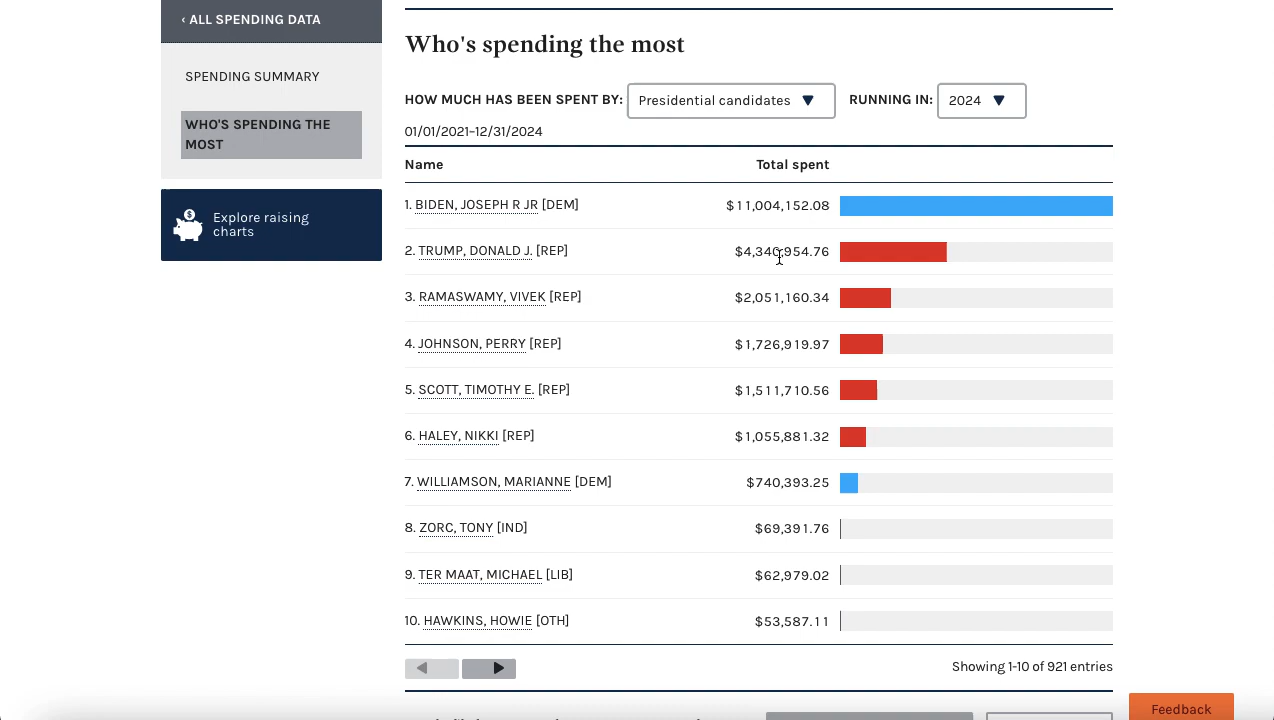 ‹ ALL SPENDING DATA
SPENDING SUMMARY
WHO'S SPENDING THE
MOST
Explore raising
charts
Who's spending the most
HOW MUCH HAS BEEN SPENT BY: Presidential candidates ▼ RUNNING IN: 2024 ▼
01/01/2021–12/31/2024
Name Total spent
1. BIDEN, JOSEPH R JR [DEM] $11,004,152.08
2. TRUMP, DONALD J. [REP] $4,340,954.76
3. RAMASWAMY, VIVEK [REP] $2,051,160.34
4. JOHNSON, PERRY [REP] $1,726,919.97
5. SCOTT, TIMOTHY E. [REP] $1,511,710.56
6. HALEY, NIKKI [REP] $1,055,881.32
7. WILLIAMSON, MARIANNE [DEM] $740,393.25
8. ZORC, TONY [IND] $69,391.76
9. TER MAAT, MICHAEL [LIB] $62,979.02
10. HAWKINS, HOWIE [OTH] $53,587.11
Showing 1-10 of 921 entries
Feedback